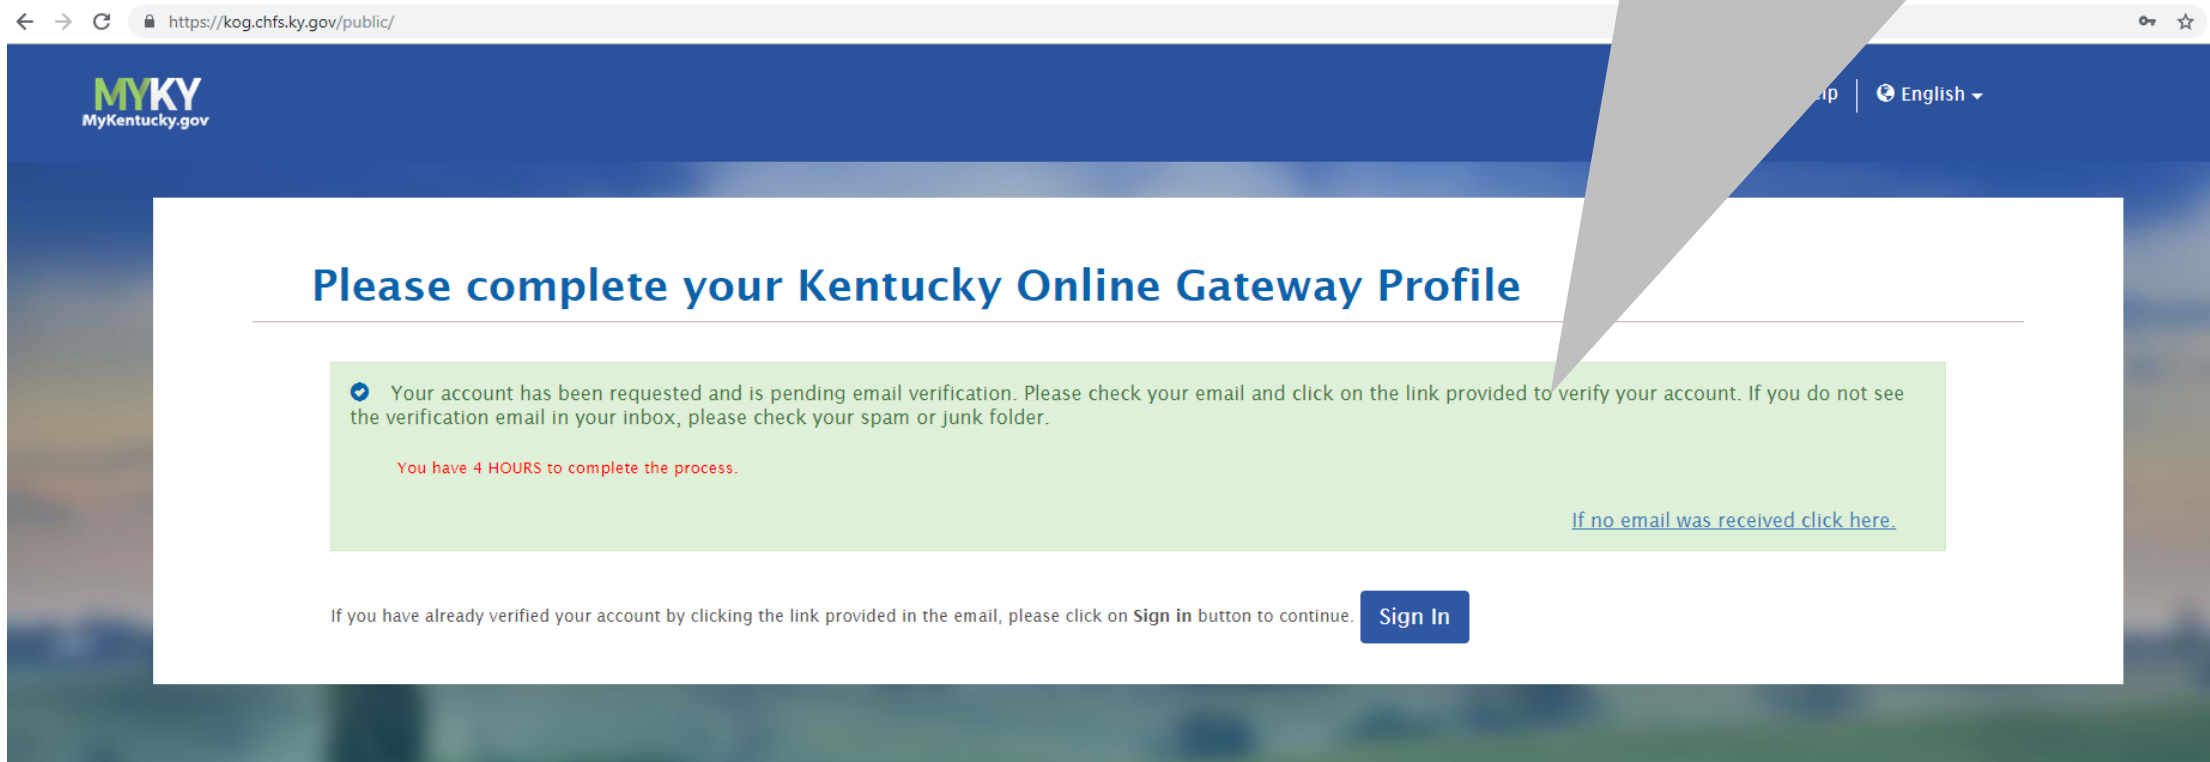 https://kog.chfs.ky.gov/public/
MYKY
MyKentucky.gov
English
Please complete your Kentucky Online Gateway Profile
Your account has been requested and is pending email verification. Please check your email and click on the link provided to verify your account. If you do not see
the verification email in your inbox, please check your spam or junk folder.
You have 4 HOURS to complete the process.
If no email was received click here.
If you have already verified your account by clicking the link provided in the email, please click on Sign in button to continue. Sign In